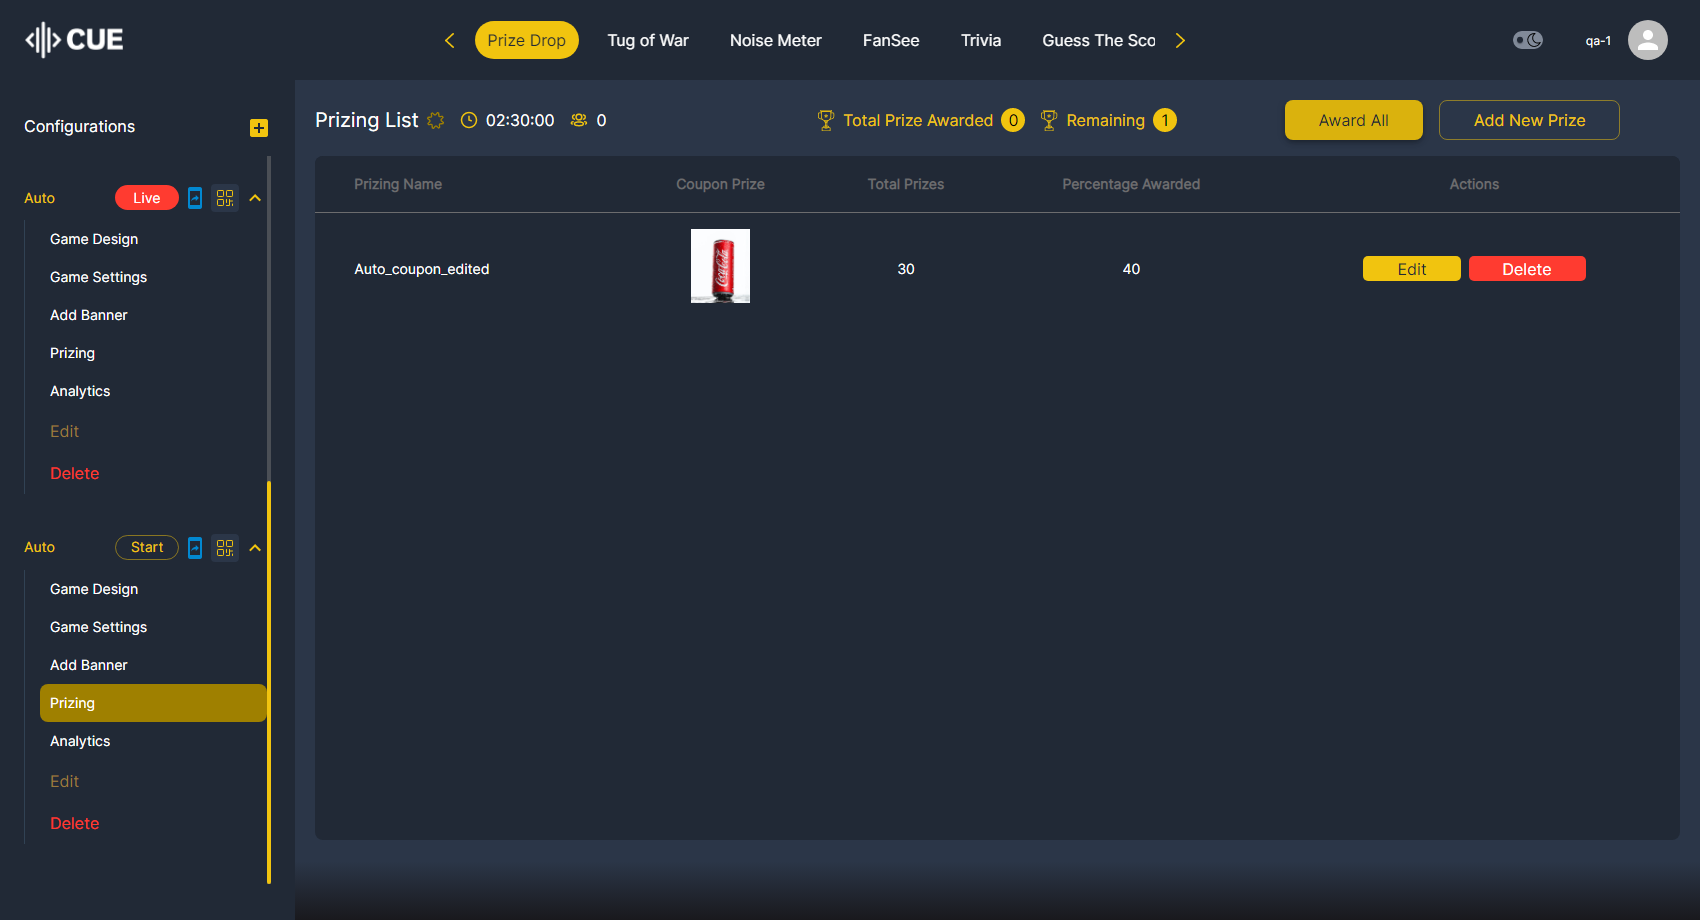 CUE
Prize Drop
Tug of War
Noise Meter
FanSee
Trivia
Guess The Sco
qa-1
Configurations
Auto
Live
Game Design
Game Settings
Add Banner
Prizing
Analytics
Edit
Delete
Auto
Start
Game Design
Game Settings
Add Banner
Prizing
Analytics
Edit
Delete
Prizing List
02:30:00
0
Total Prize Awarded 0
Remaining 1
Award All
Add New Prize
Prizing Name
Coupon Prize
Total Prizes
Percentage Awarded
Actions
Auto_coupon_edited
Coca-Cola
30
40
Edit
Delete